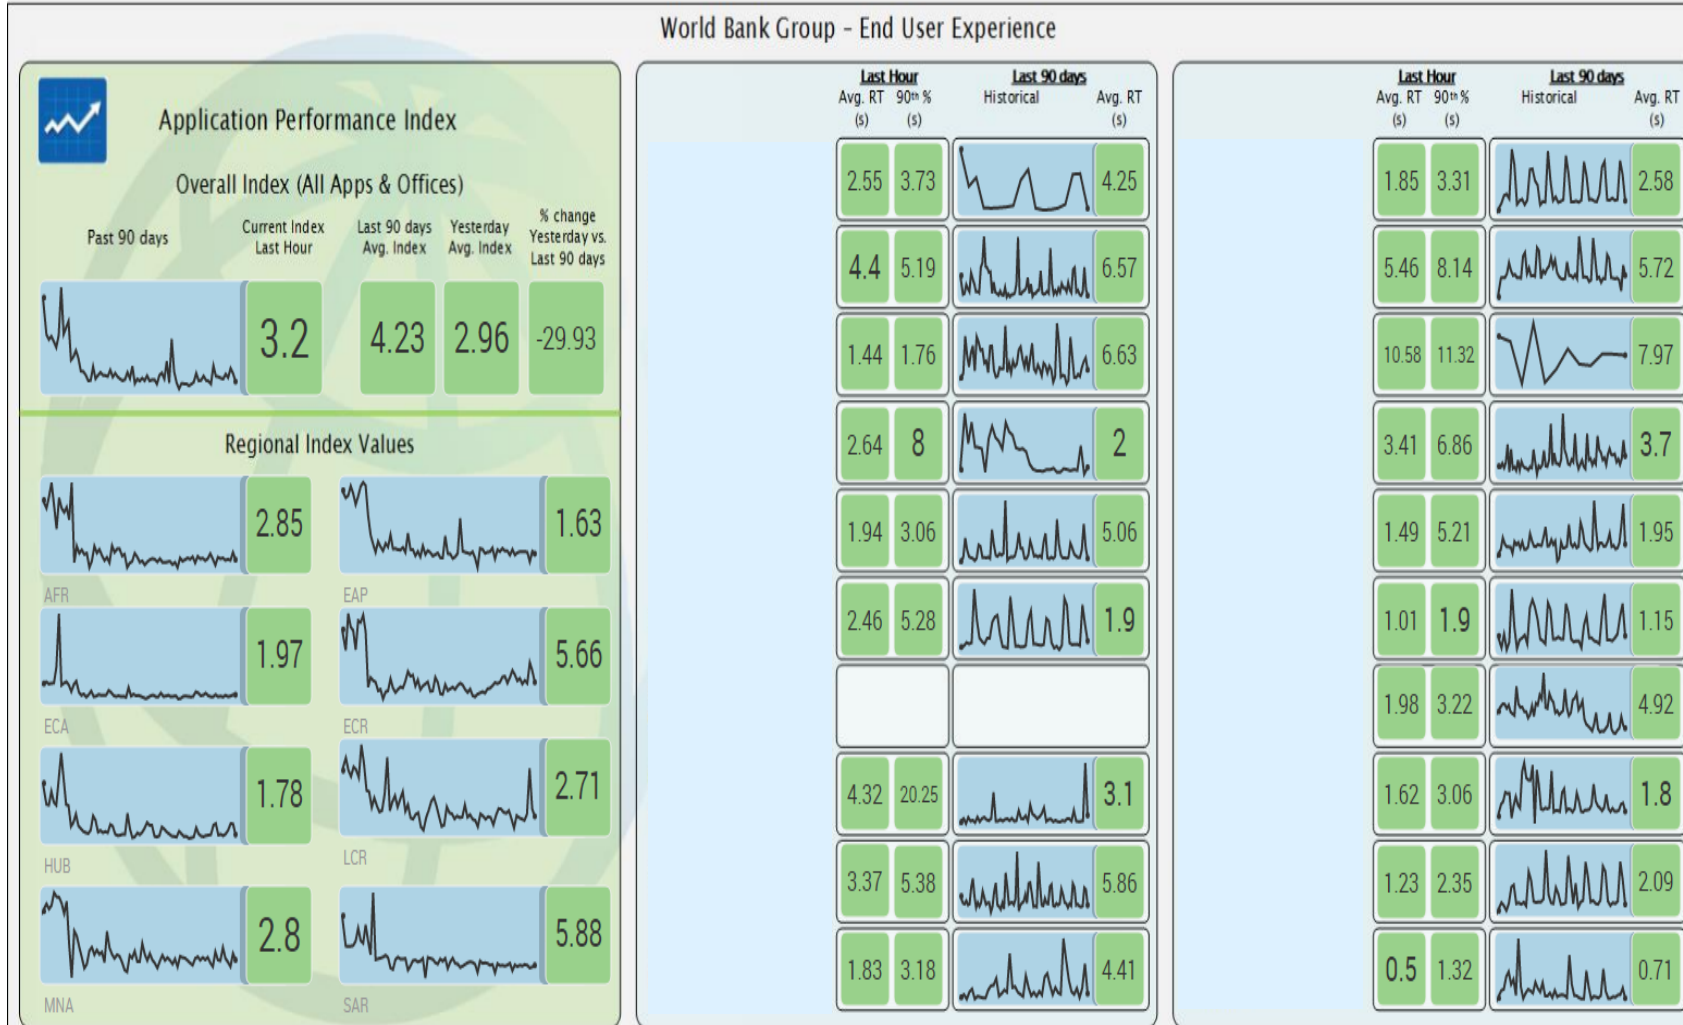 World Bank Group - End User Experience
Application Performance Index
Overall Index (All Apps & Offices)
Past 90 days
Current Index
Last Hour
Last 90 days
Avg. Index
Yesterday
Avg. Index
% change
Yesterday vs.
Last 90 days
3.2
4.23
2.96
-29.93
Regional Index Values
2.85
AFR
1.63
EAP
1.97
ECA
5.66
ECR
1.78
HUB
2.71
LCR
2.8
MNA
5.88
SAR
Last Hour
Last 90 days
Avg. RT
(s)
90th %
(s)
Historical
Avg. RT
(s)
2.55 3.73 4.25
4.4 5.19 6.57
1.44 1.76 6.63
2.64 8 2
1.94 3.06 5.06
2.46 5.28 1.9
4.32 20.25 3.1
3.37 5.38 5.86
1.83 3.18 4.41
Last Hour
Last 90 days
Avg. RT
(s)
90th %
(s)
Historical
Avg. RT
(s)
1.85 3.31 2.58
5.46 8.14 5.72
10.58 11.32 7.97
3.41 6.86 3.7
1.49 5.21 1.95
1.01 1.9 1.15
1.98 3.22 4.92
1.62 3.06 1.8
1.23 2.35 2.09
0.5 1.32 0.71